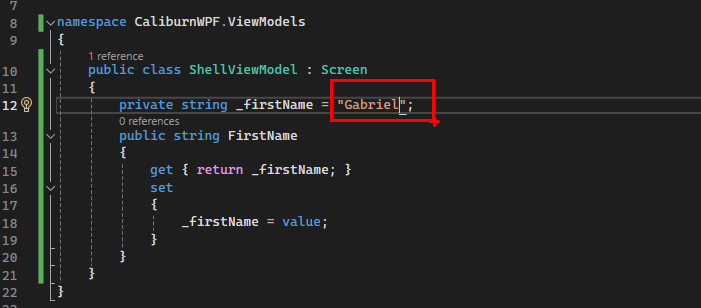 7
8 namespace CaliburnWPF.ViewModels
9 {
1 reference
10 public class ShellViewModel : Screen
11 {
12 private string _firstName = "Gabriel";
0 references
13 public string FirstName
14 {
15 get { return _firstName; }
16 set
17 {
18 _firstName = value;
19 }
20 }
21 }
22 }